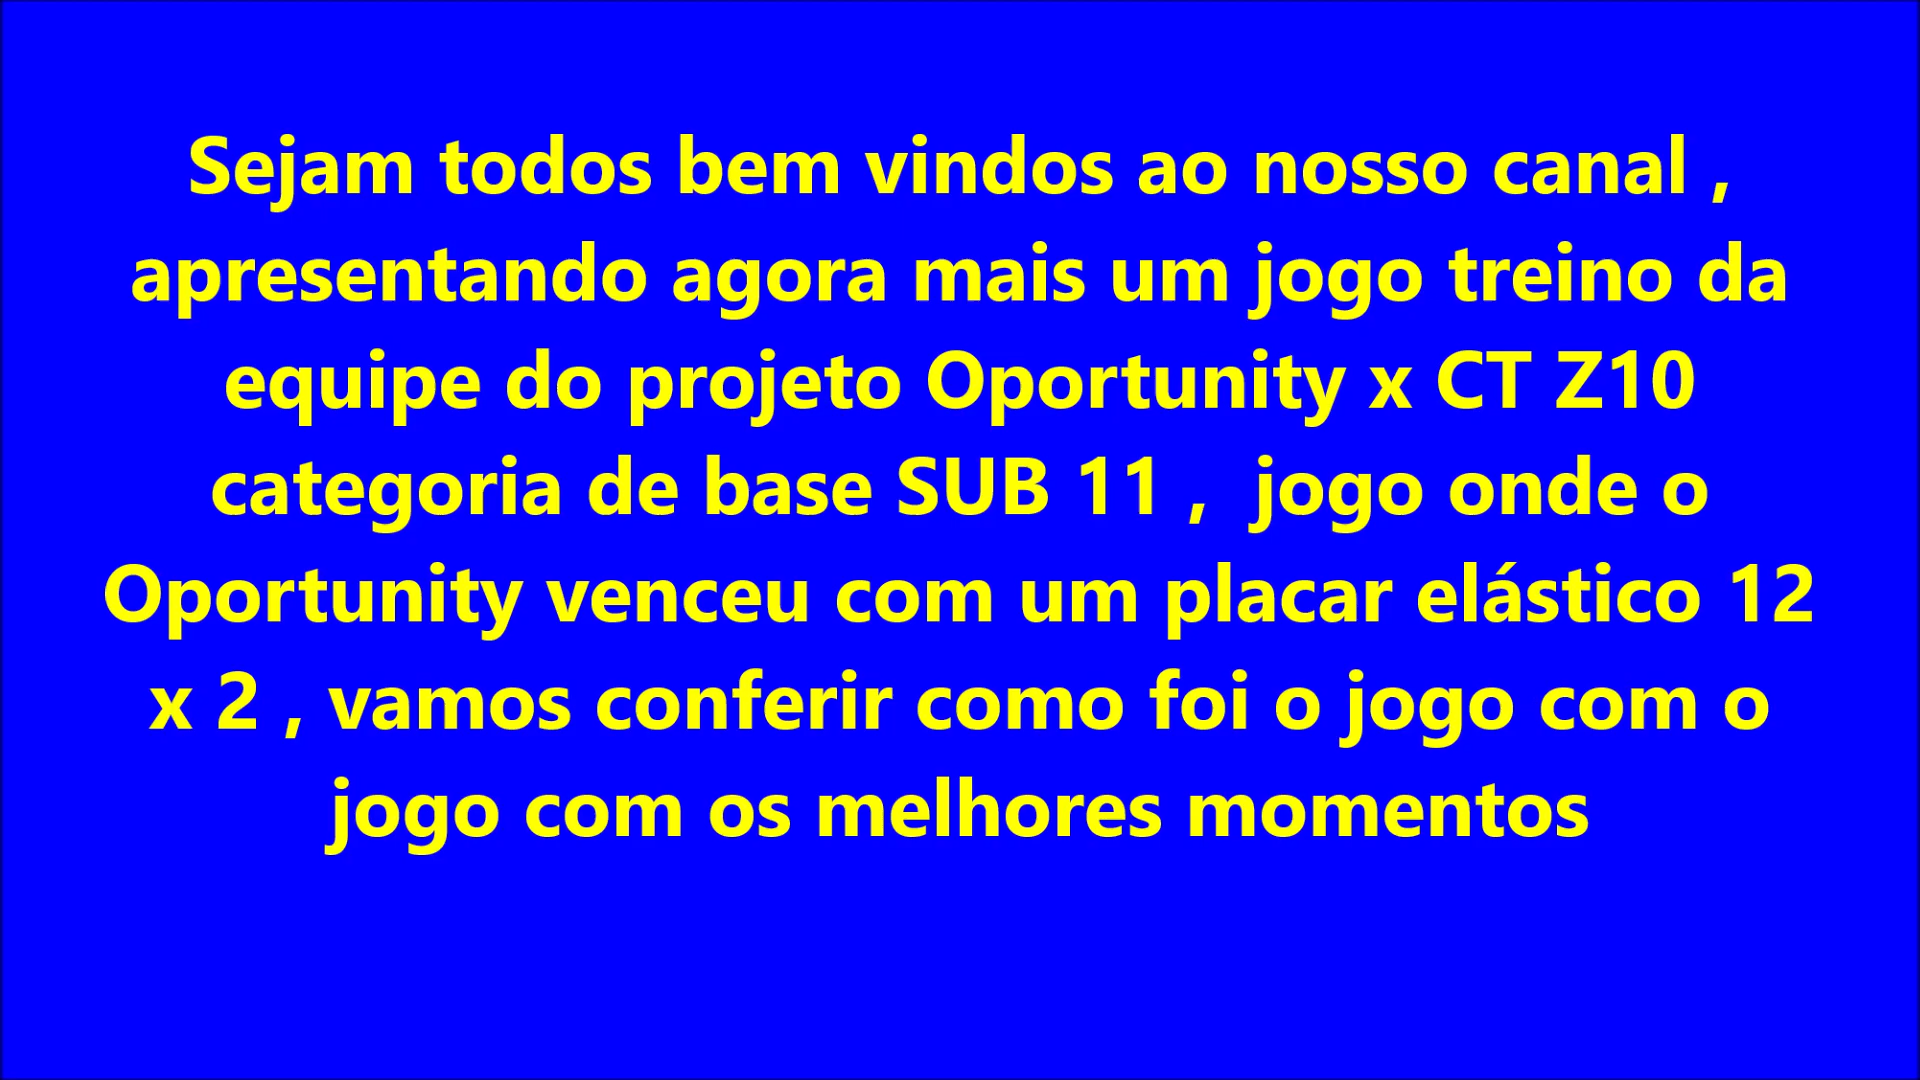 Sejam todos bem vindos ao nosso canal ,
apresentando agora mais um jogo treino da
equipe do projeto Oportunity x CT Z10
categoria de base SUB 11 ,  jogo onde o
Oportunity venceu com um placar elástico 12
x 2 , vamos conferir como foi o jogo com o
jogo com os melhores momentos